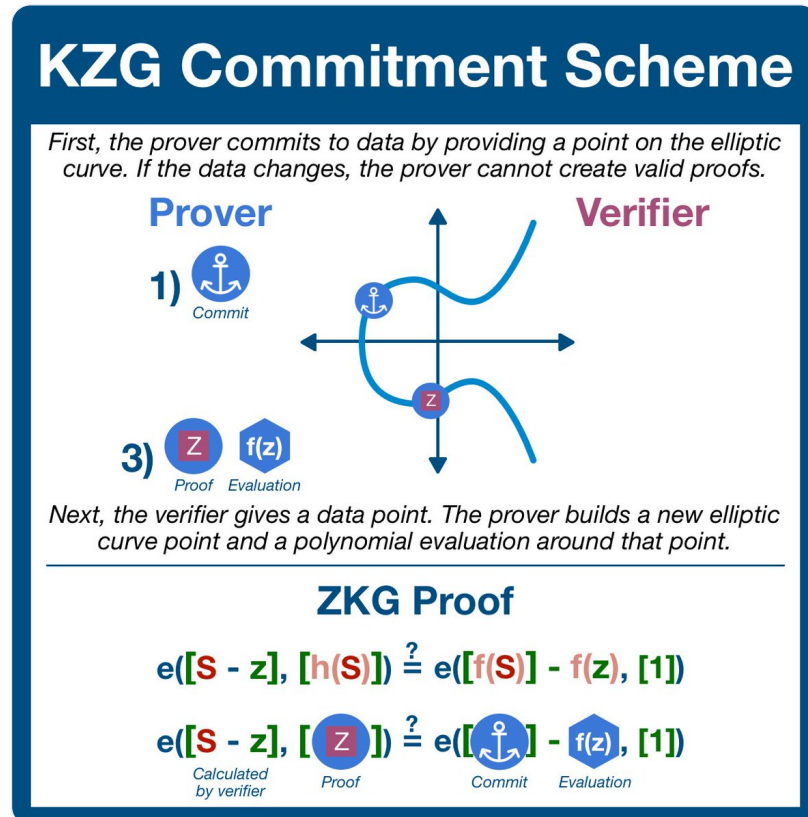 KZG Commitment Scheme
First, the prover commits to data by providing a point on the elliptic
curve. If the data changes, the prover cannot create valid proofs.
Prover
Verifier
1)
Commit
Z
3) Z f(z)
Proof Evaluation
Next, the verifier gives a data point. The prover builds a new elliptic
curve point and a polynomial evaluation around that point.
ZKG Proof
e([S - z], [h(S)]) ≟ e([f(S)] - f(z), [1])
e([S - z], [ Z ]) ≟ e([ ] - f(z), [1])
Calculated
by verifier
Proof
Commit
Evaluation